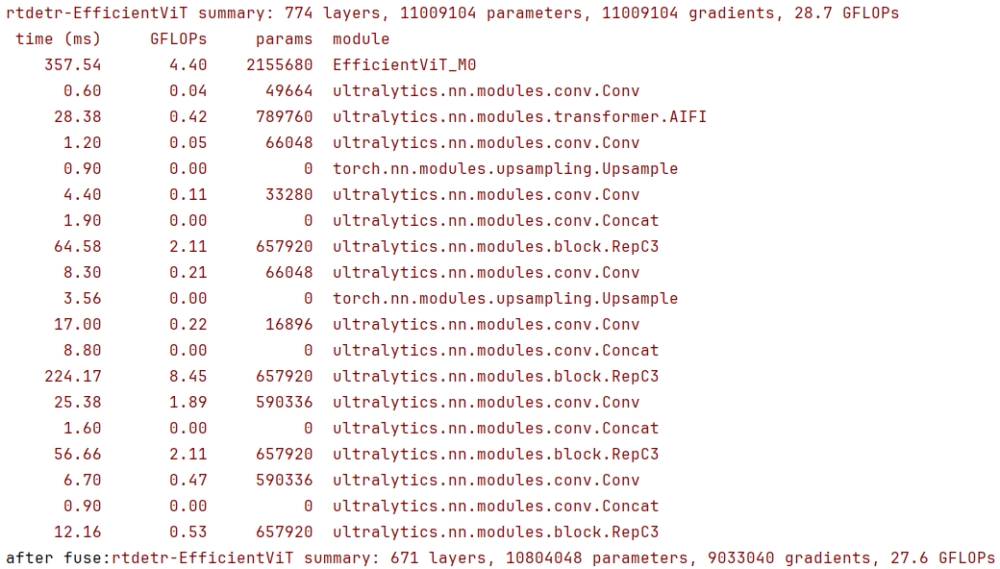 rtdetr-EfficientViT summary: 774 layers, 11009104 parameters, 11009104 gradients, 28.7 GFLOPs
time (ms) GFLOPs params module
357.54 4.40 2155680 EfficientViT_M0
0.60 0.04 49664 ultralytics.nn.modules.conv.Conv
28.38 0.42 789760 ultralytics.nn.modules.transformer.AIFI
1.20 0.05 66048 ultralytics.nn.modules.conv.Conv
0.90 0.00 0 torch.nn.modules.upsampling.Upsample
4.40 0.11 33280 ultralytics.nn.modules.conv.Conv
1.90 0.00 0 ultralytics.nn.modules.conv.Concat
64.58 2.11 657920 ultralytics.nn.modules.block.RepC3
8.30 0.21 66048 ultralytics.nn.modules.conv.Conv
3.56 0.00 0 torch.nn.modules.upsampling.Upsample
17.00 0.22 16896 ultralytics.nn.modules.conv.Conv
8.80 0.00 0 ultralytics.nn.modules.conv.Concat
224.17 8.45 657920 ultralytics.nn.modules.block.RepC3
25.38 1.89 590336 ultralytics.nn.modules.conv.Conv
1.60 0.00 0 ultralytics.nn.modules.conv.Concat
56.66 2.11 657920 ultralytics.nn.modules.block.RepC3
6.70 0.47 590336 ultralytics.nn.modules.conv.Conv
0.90 0.00 0 ultralytics.nn.modules.conv.Concat
12.16 0.53 657920 ultralytics.nn.modules.block.RepC3
after fuse:rtdetr-EfficientViT summary: 671 layers, 10804048 parameters, 9033040 gradients, 27.6 GFLOPs